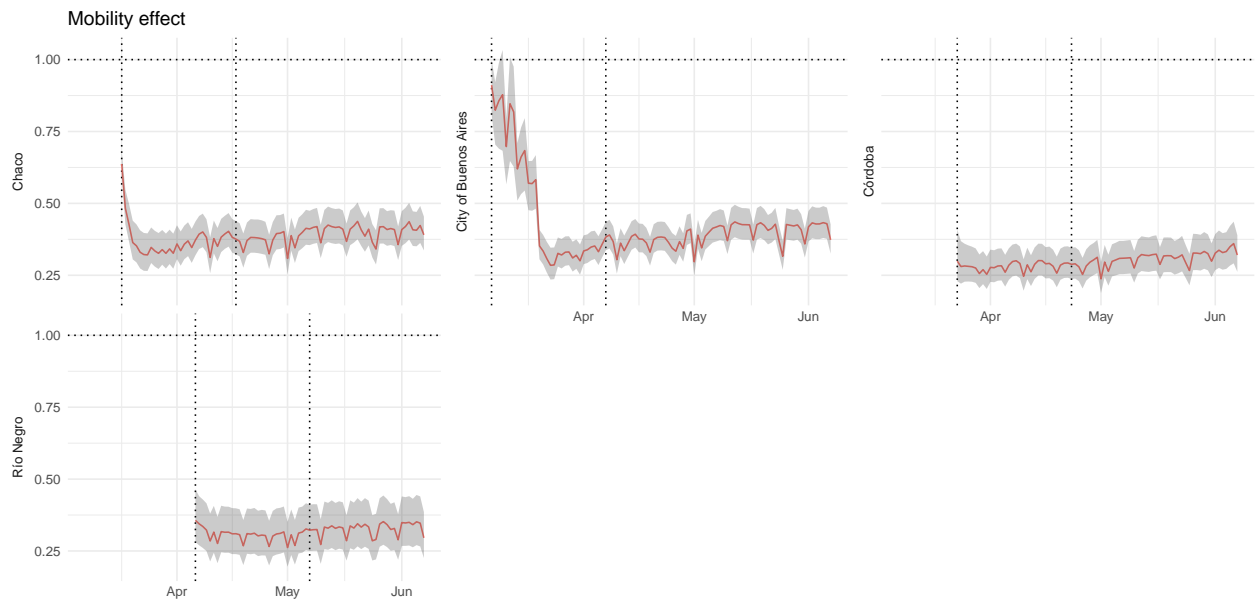 Mobility effect
1.00
0.75
0.50
0.25
Chaco
City of Buenos Aires
Apr May Jun
Córdoba
Apr May Jun
1.00
0.75
0.50
0.25
Río Negro
Apr May Jun